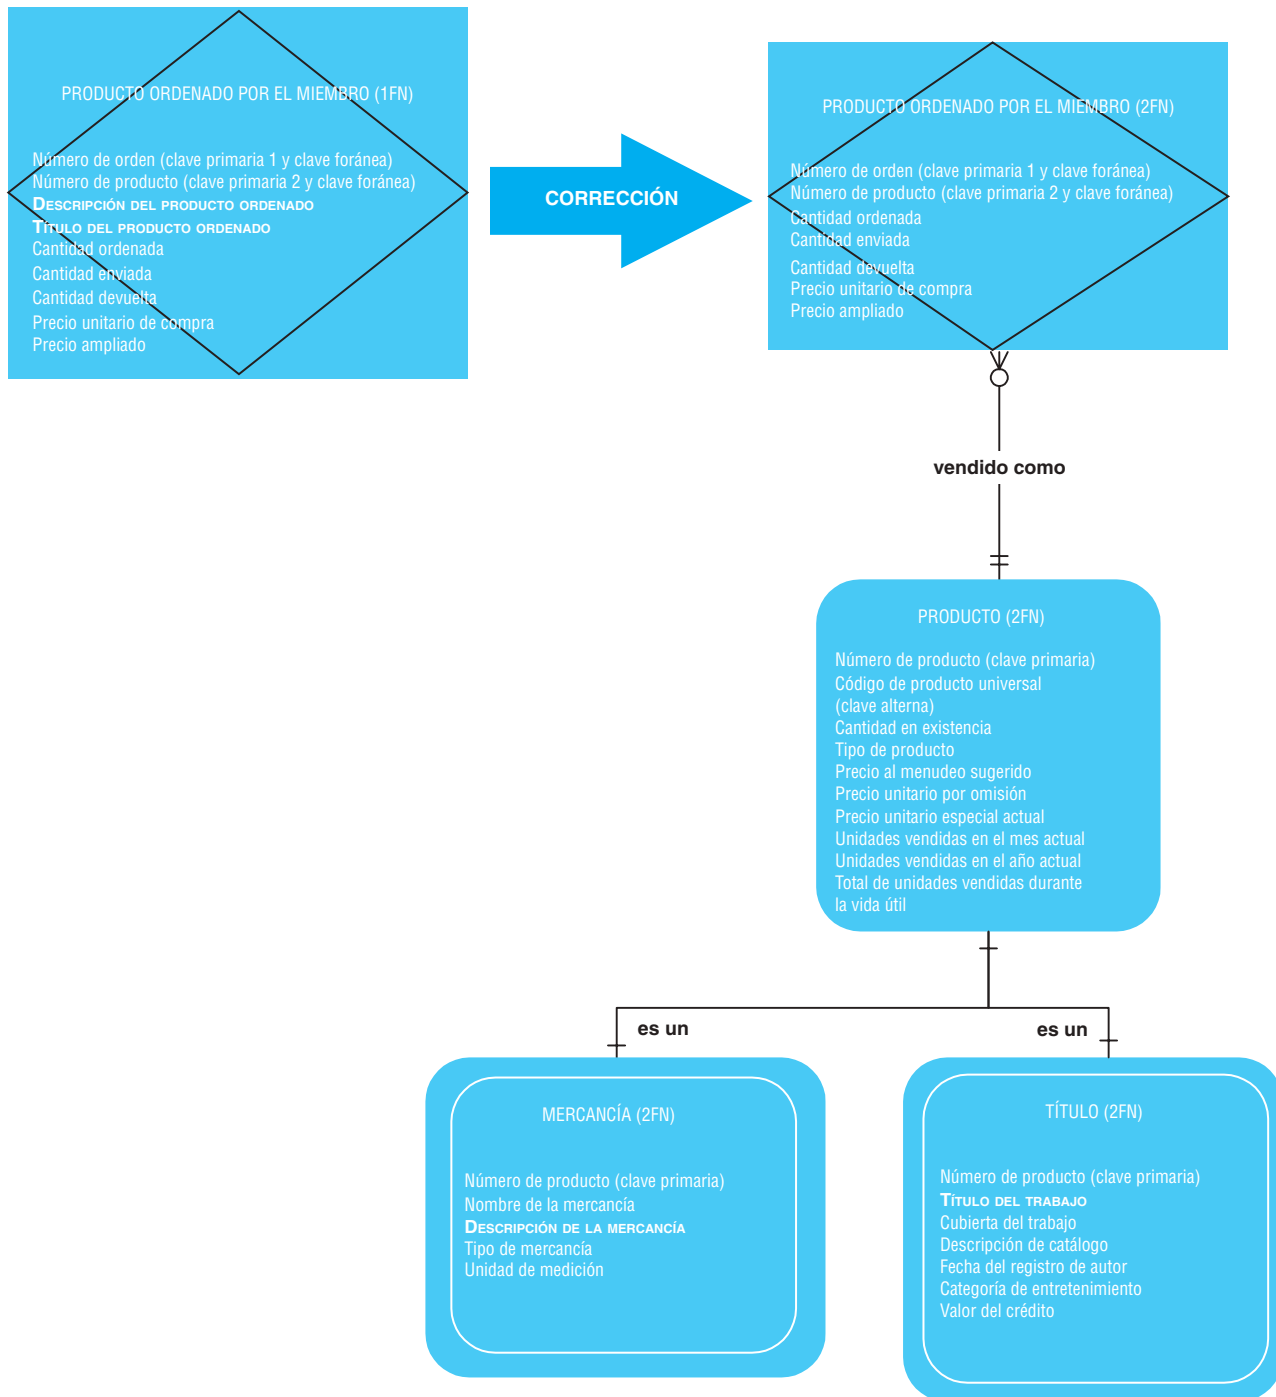 PRODUCTO ORDENADO POR EL MIEMBRO (1FN)
Número de orden (clave primaria 1 y clave foránea)
Número de producto (clave primaria 2 y clave foránea)
DESCRIPCIÓN DEL PRODUCTO ORDENADO
TÍTULO DEL PRODUCTO ORDENADO
Cantidad ordenada
Cantidad enviada
Cantidad devuelta
Precio unitario de compra
Precio ampliado
CORRECCIÓN
PRODUCTO ORDENADO POR EL MIEMBRO (2FN)
Número de orden (clave primaria 1 y clave foránea)
Número de producto (clave primaria 2 y clave foránea)
Cantidad ordenada
Cantidad enviada
Cantidad devuelta
Precio unitario de compra
Precio ampliado
vendido como
PRODUCTO (2FN)
Número de producto (clave primaria)
Código de producto universal
(clave alterna)
Cantidad en existencia
Tipo de producto
Precio al menudeo sugerido
Precio unitario por omisión
Precio unitario especial actual
Unidades vendidas en el mes actual
Unidades vendidas en el año actual
Total de unidades vendidas durante
la vida útil
es un
es un
MERCANCÍA (2FN)
Número de producto (clave primaria)
Nombre de la mercancía
DESCRIPCIÓN DE LA MERCANCÍA
Tipo de mercancía
Unidad de medición
TÍTULO (2FN)
Número de producto (clave primaria)
TÍTULO DEL TRABAJO
Cubierta del trabajo
Descripción de catálogo
Fecha del registro de autor
Categoría de entretenimiento
Valor del crédito